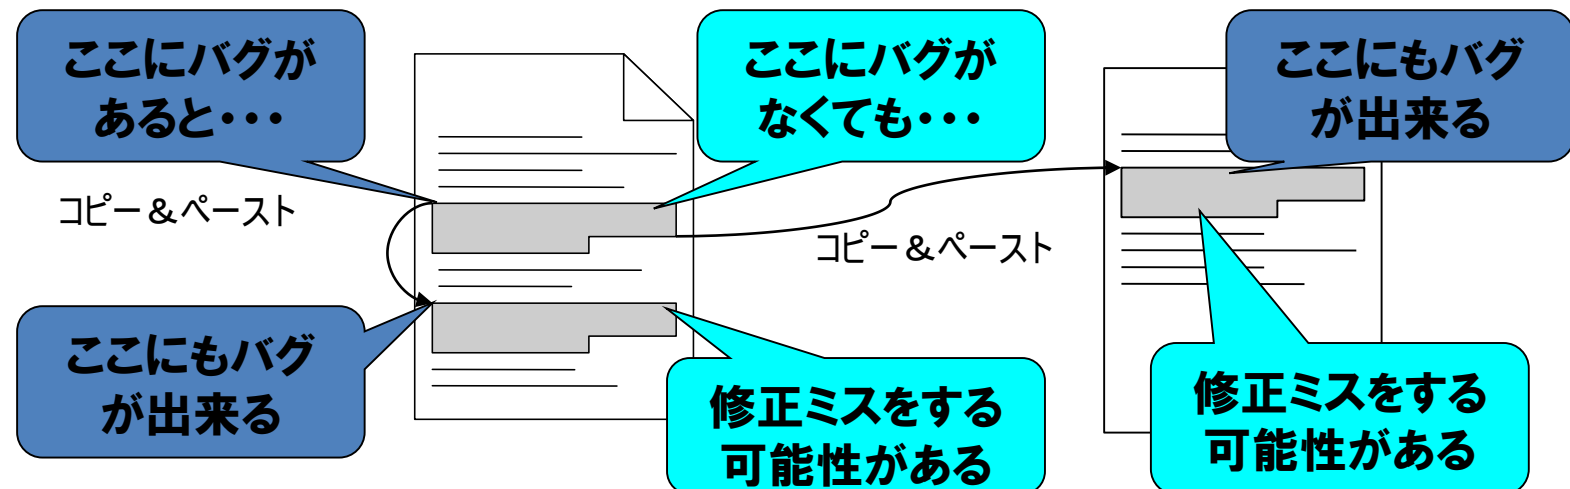 ここにバグが
あると・・・
ここにバグが
なくても・・・
ここにもバグ
が出来る
コピー＆ペースト
コピー＆ペースト
ここにもバグ
が出来る
修正ミスをする
可能性がある
修正ミスをする
可能性がある